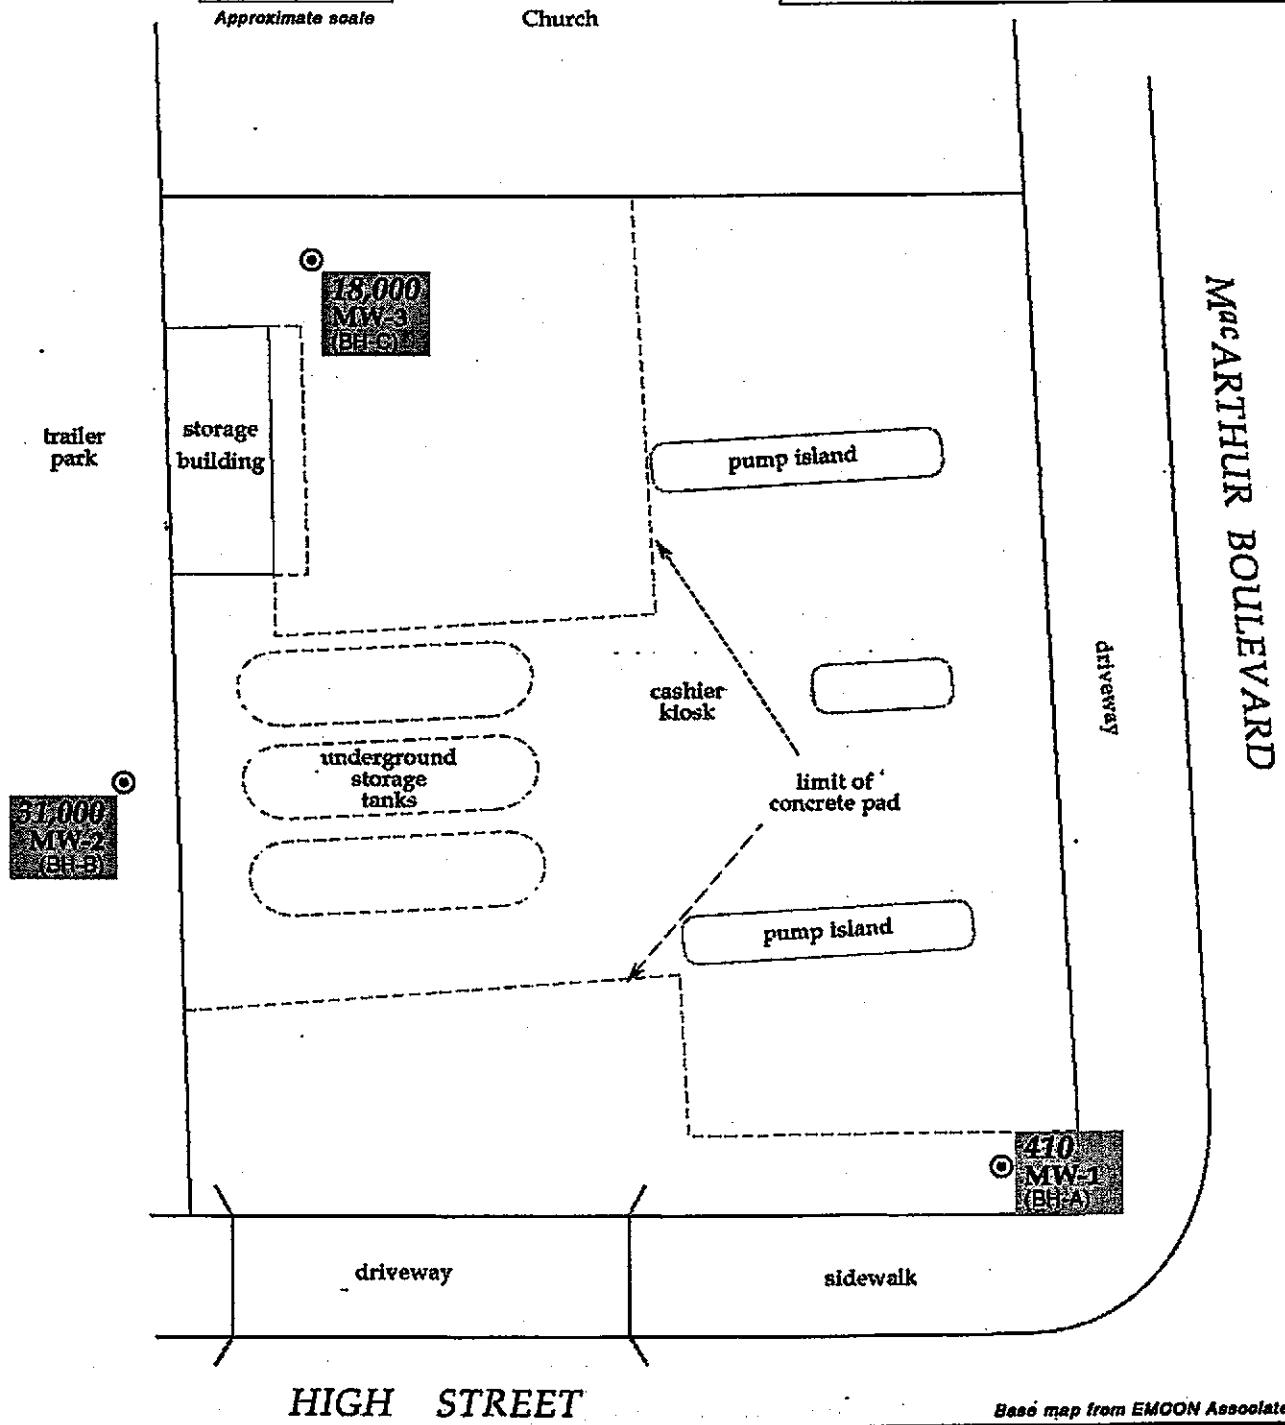 Approximate scale
Church
18,000
MW-3
(BH-C)
trailer
park
storage
building
pump island
MacARTHUR BOULEVARD
driveway
cashier
kiosk
underground
storage
tanks
limit of
concrete pad
31,000
MW-2
(BH-B)
pump island
410
MW-1
(BH-A)
driveway
sidewalk
HIGH STREET
Base map from EMCON Associate